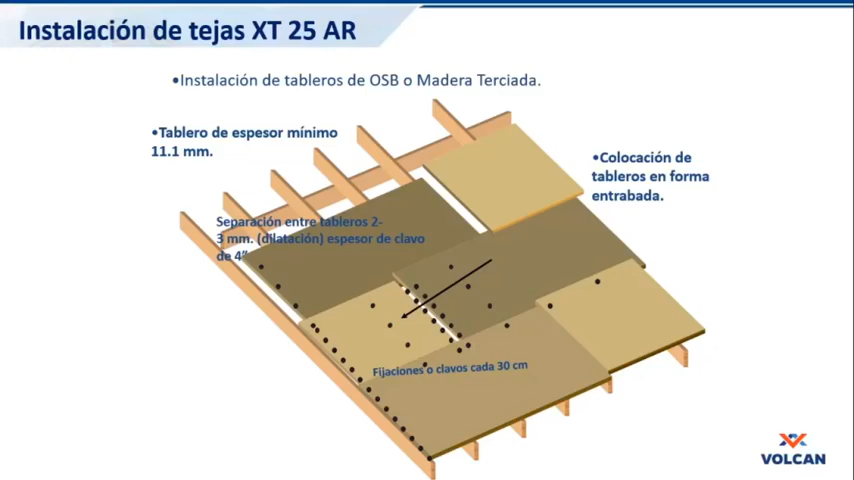 Instalación de tejas XT 25 AR
•Instalación de tableros de OSB o Madera Terciada.
•Tablero de espesor mínimo
11.1 mm.
•Colocación de
tableros en forma
entrabada.
Separación entre tableros 2-
3 mm. (dilatación) espesor de clavo
de 4”
Fijaciones o clavos cada 30 cm
VOLCAN